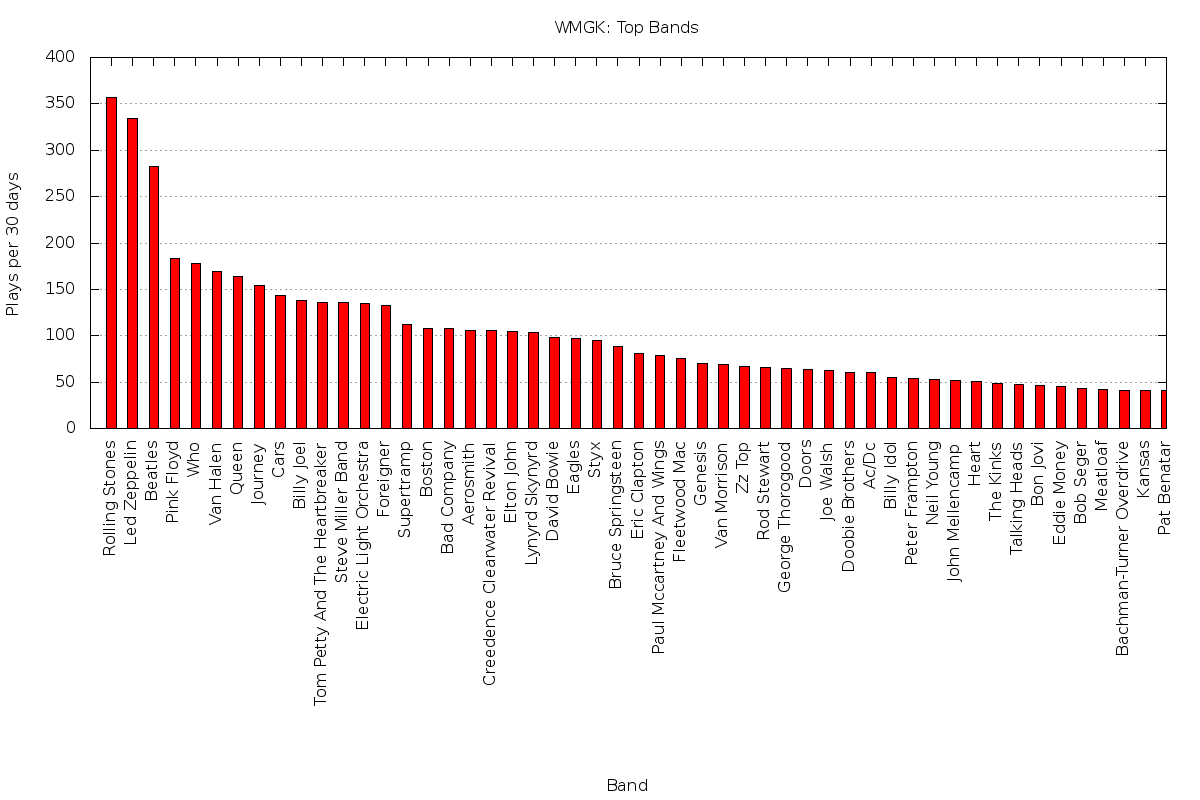 WMGK: Top Bands
400
350
300
250
200
150
100
50
0
Plays per 30 days
Rolling Stones
Led Zeppelin
Beatles
Pink Floyd
Who
Van Halen
Queen
Journey
Cars
Billy Joel
Tom Petty And The Heartbreaker
Steve Miller Band
Electric Light Orchestra
Foreigner
Supertramp
Boston
Bad Company
Aerosmith
Creedence Clearwater Revival
Elton John
Lynyrd Skynyrd
David Bowie
Eagles
Styx
Bruce Springsteen
Eric Clapton
Paul Mccartney And Wings
Fleetwood Mac
Genesis
Van Morrison
Zz Top
Rod Stewart
George Thorogood
Doors
Joe Walsh
Doobie Brothers
Ac/Dc
Billy Idol
Peter Frampton
Neil Young
John Mellencamp
Heart
The Kinks
Talking Heads
Bon Jovi
Eddie Money
Bob Seger
Meatloaf
Bachman-Turner Overdrive
Kansas
Pat Benatar
Band